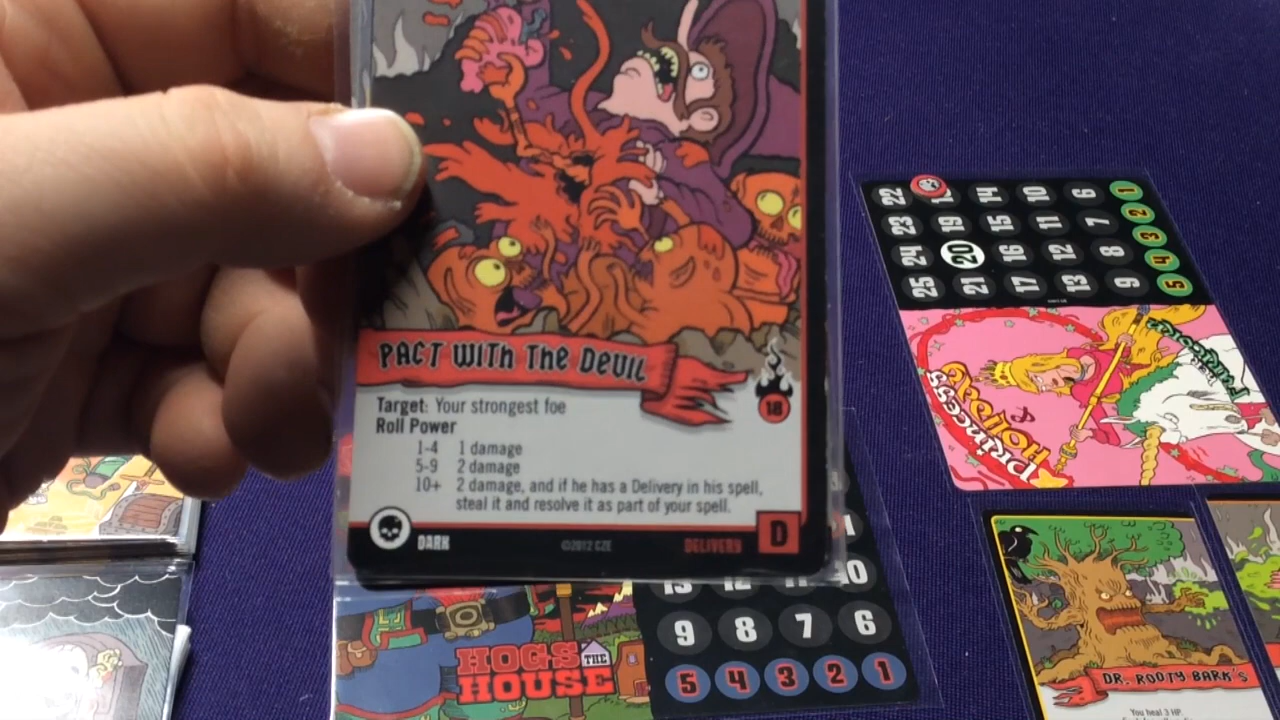 PACT WITH THE DEVIL
18
Target: Your strongest foe
Roll Power
1-4 1 damage
5-9 2 damage
10+ 2 damage, and if he has a Delivery in his spell,
steal it and resolve it as part of your spell.
DARK
©2012 CZE
DELIVERY
D
22 14 10 6 1
23 19 15 11 7 2
24 20 16 12 8 3
25 21 17 13 9 4
5
PRINCESS
HOLIDAY
&
her
Furicorn
10
9 8 7 6
5 4 3 2 1
HOGS THE
HOUSE
DR. ROOTY BARK'S
You heal 3 HP.